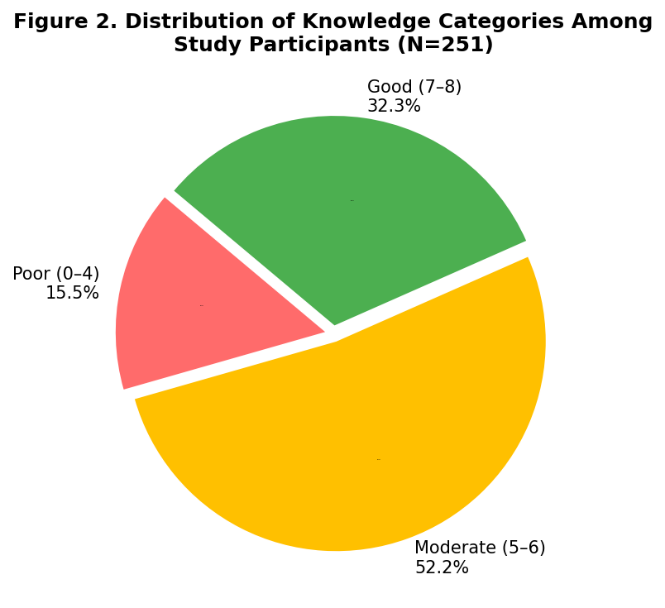 Figure 2. Distribution of Knowledge Categories Among
Study Participants (N=251)
Good (7–8)
32.3%
Poor (0–4)
15.5%
Moderate (5–6)
52.2%